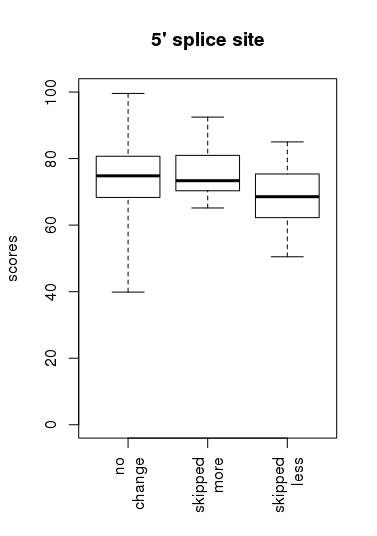 5' splice site
100
80
60
40
20
0
scores
no
change
skipped
more
skipped
less